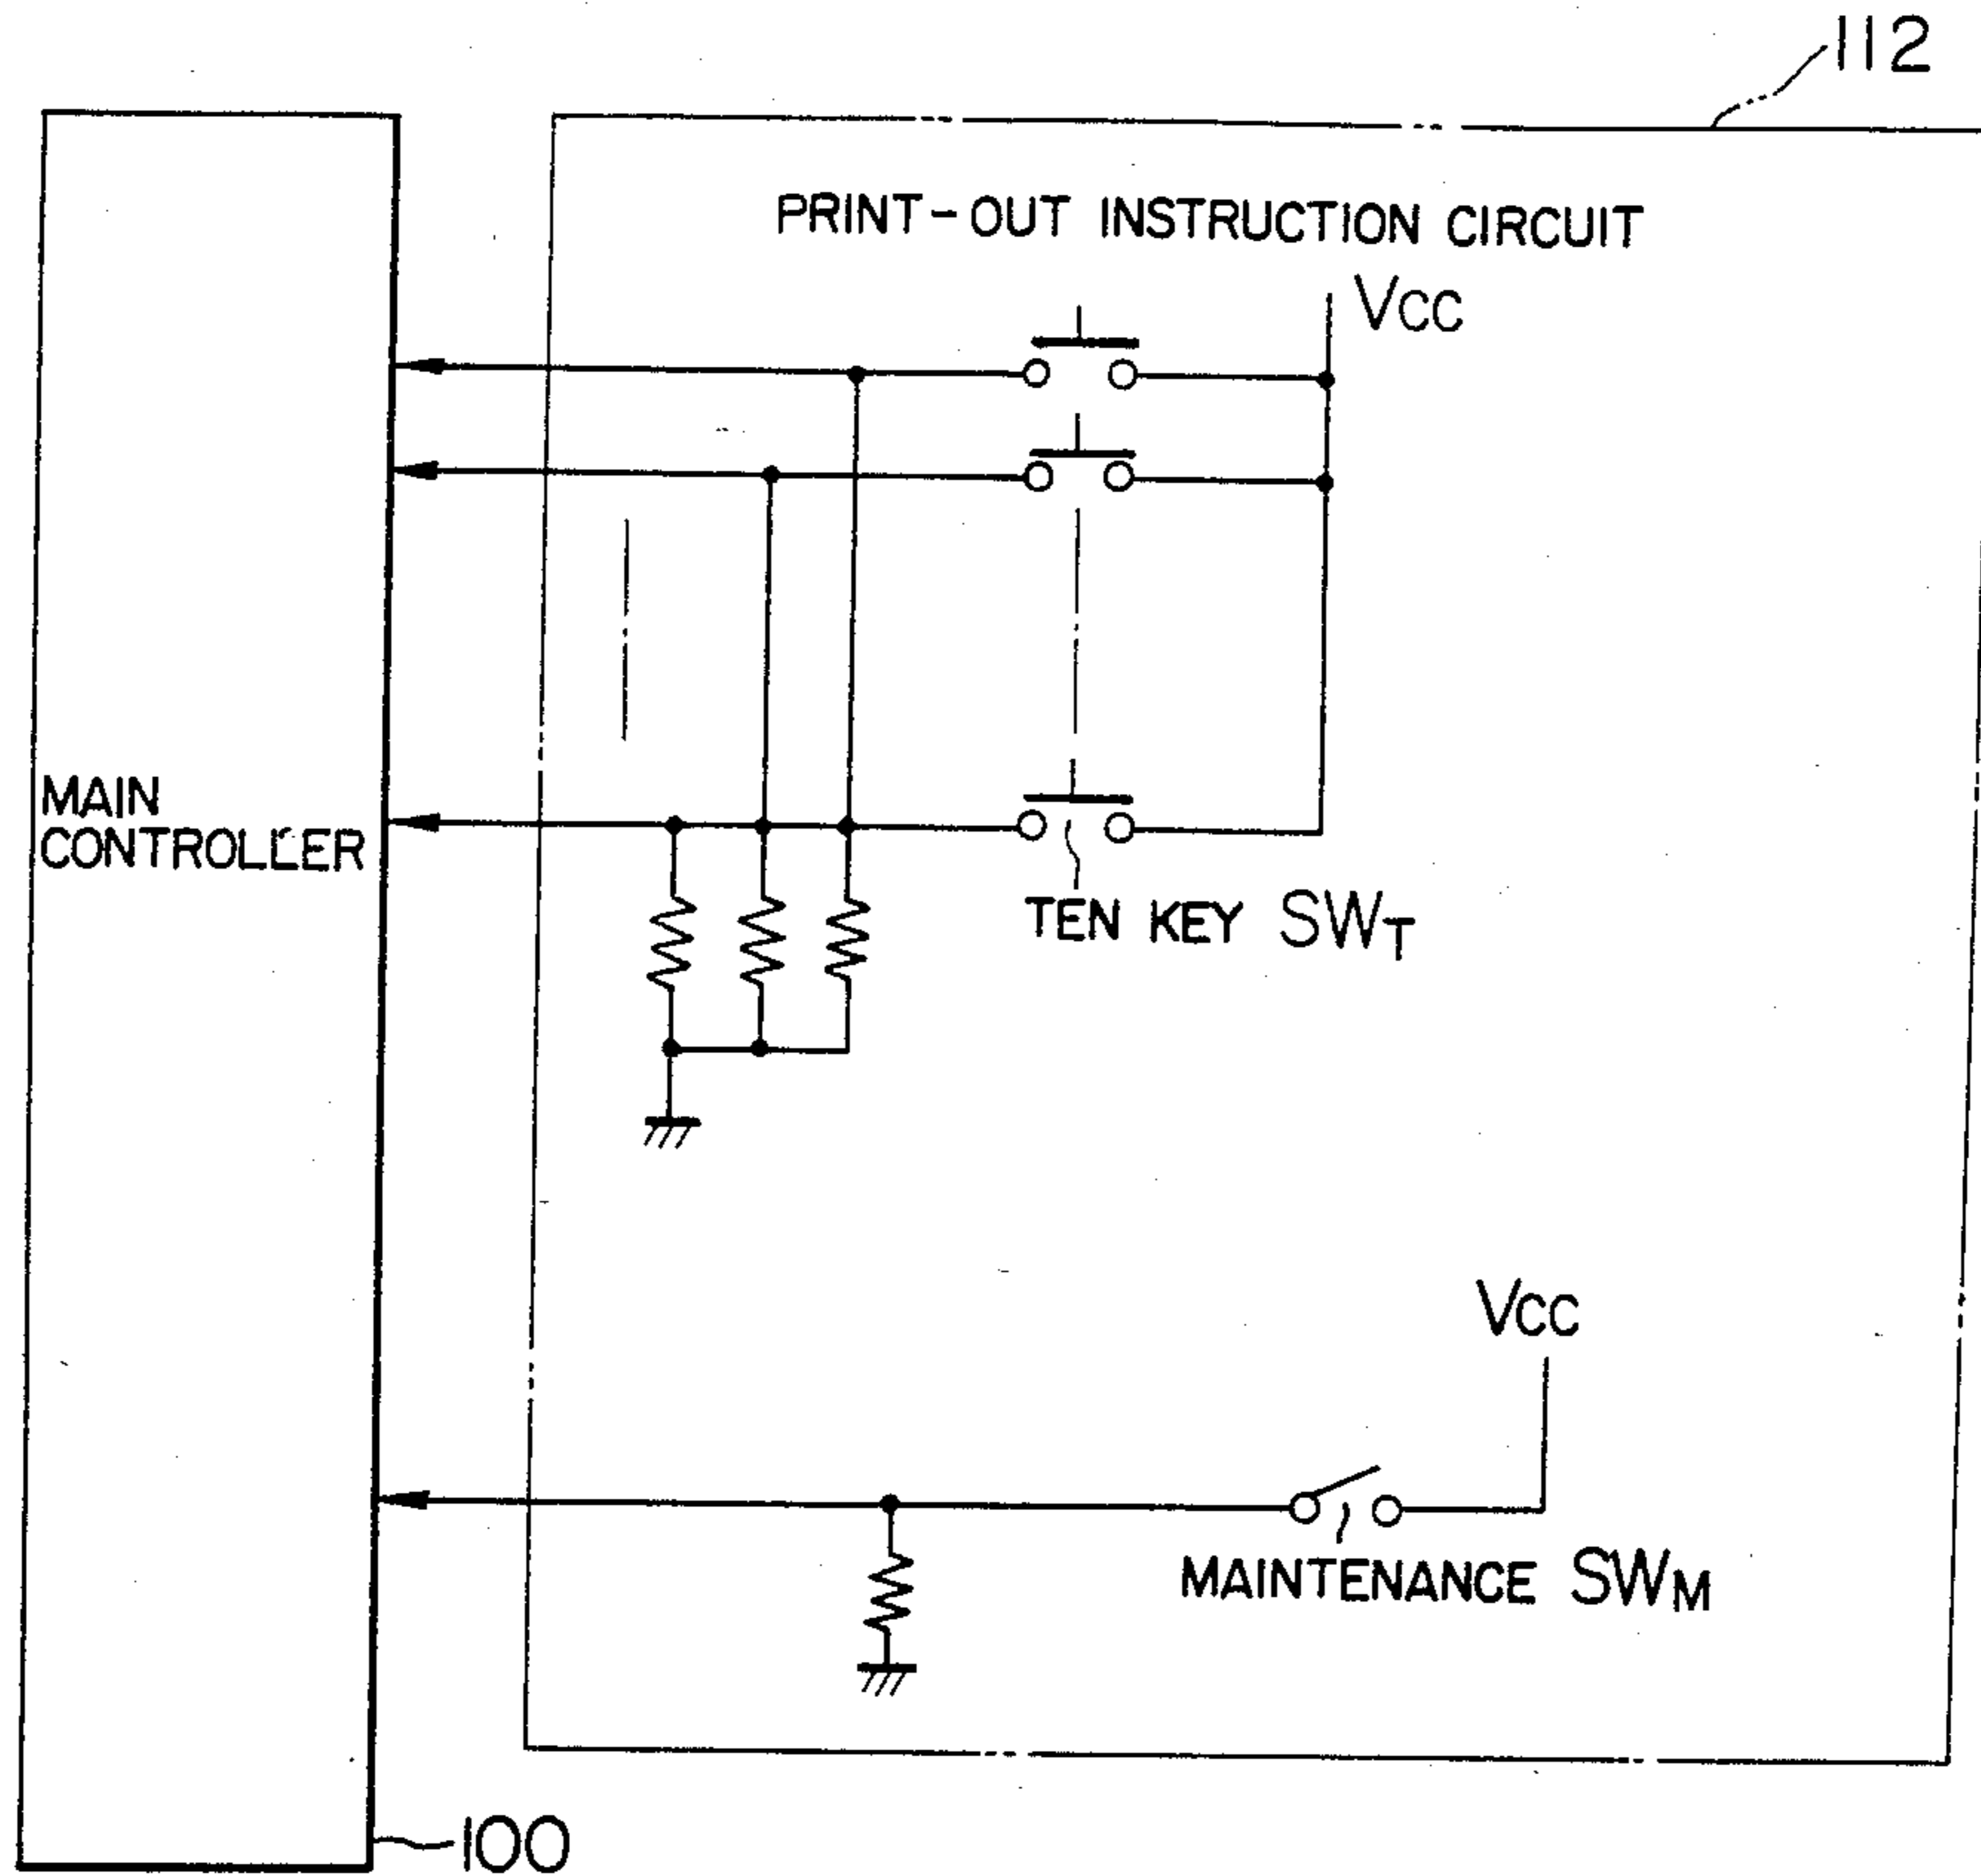 112
PRINT-OUT INSTRUCTION CIRCUIT
VCC
MAIN
CONTROLLER
TEN KEY SWT
VCC
MAINTENANCE SWM
100